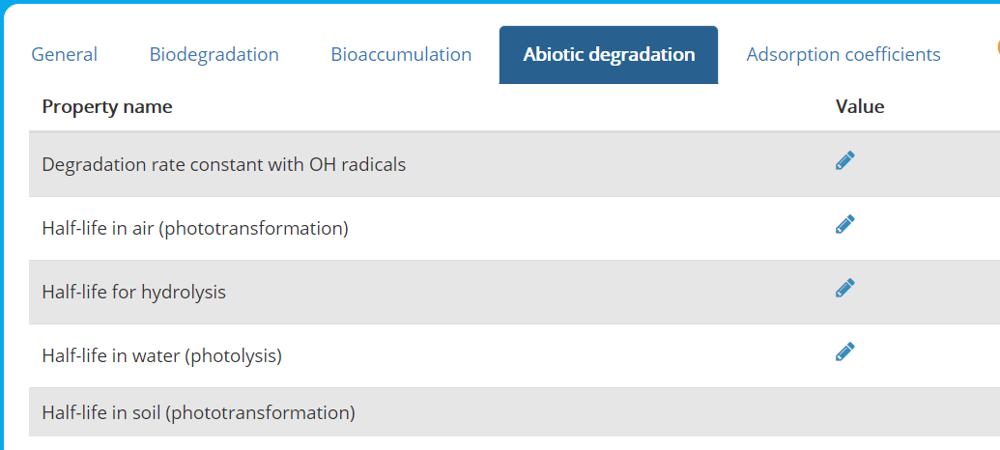 General Biodegradation Bioaccumulation Abiotic degradation Adsorption coefficients
Property name Value
Degradation rate constant with OH radicals
Half-life in air (phototransformation)
Half-life for hydrolysis
Half-life in water (photolysis)
Half-life in soil (phototransformation)